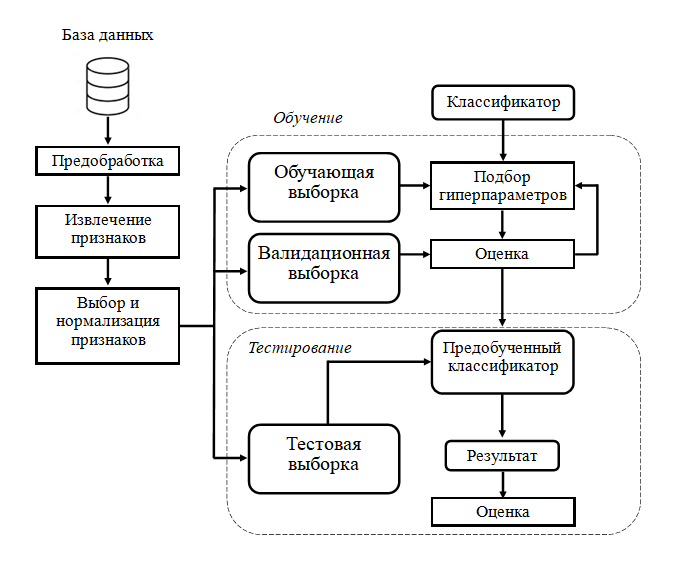 База данных
Предобработка
Извлечение
признаков
Выбор и
нормализация
признаков
Обучение
Классификатор
Обучающая
выборка
Подбор
гиперпараметров
Валидационная
выборка
Оценка
Тестирование
Предобученный
классификатор
Тестовая
выборка
Результат
Оценка